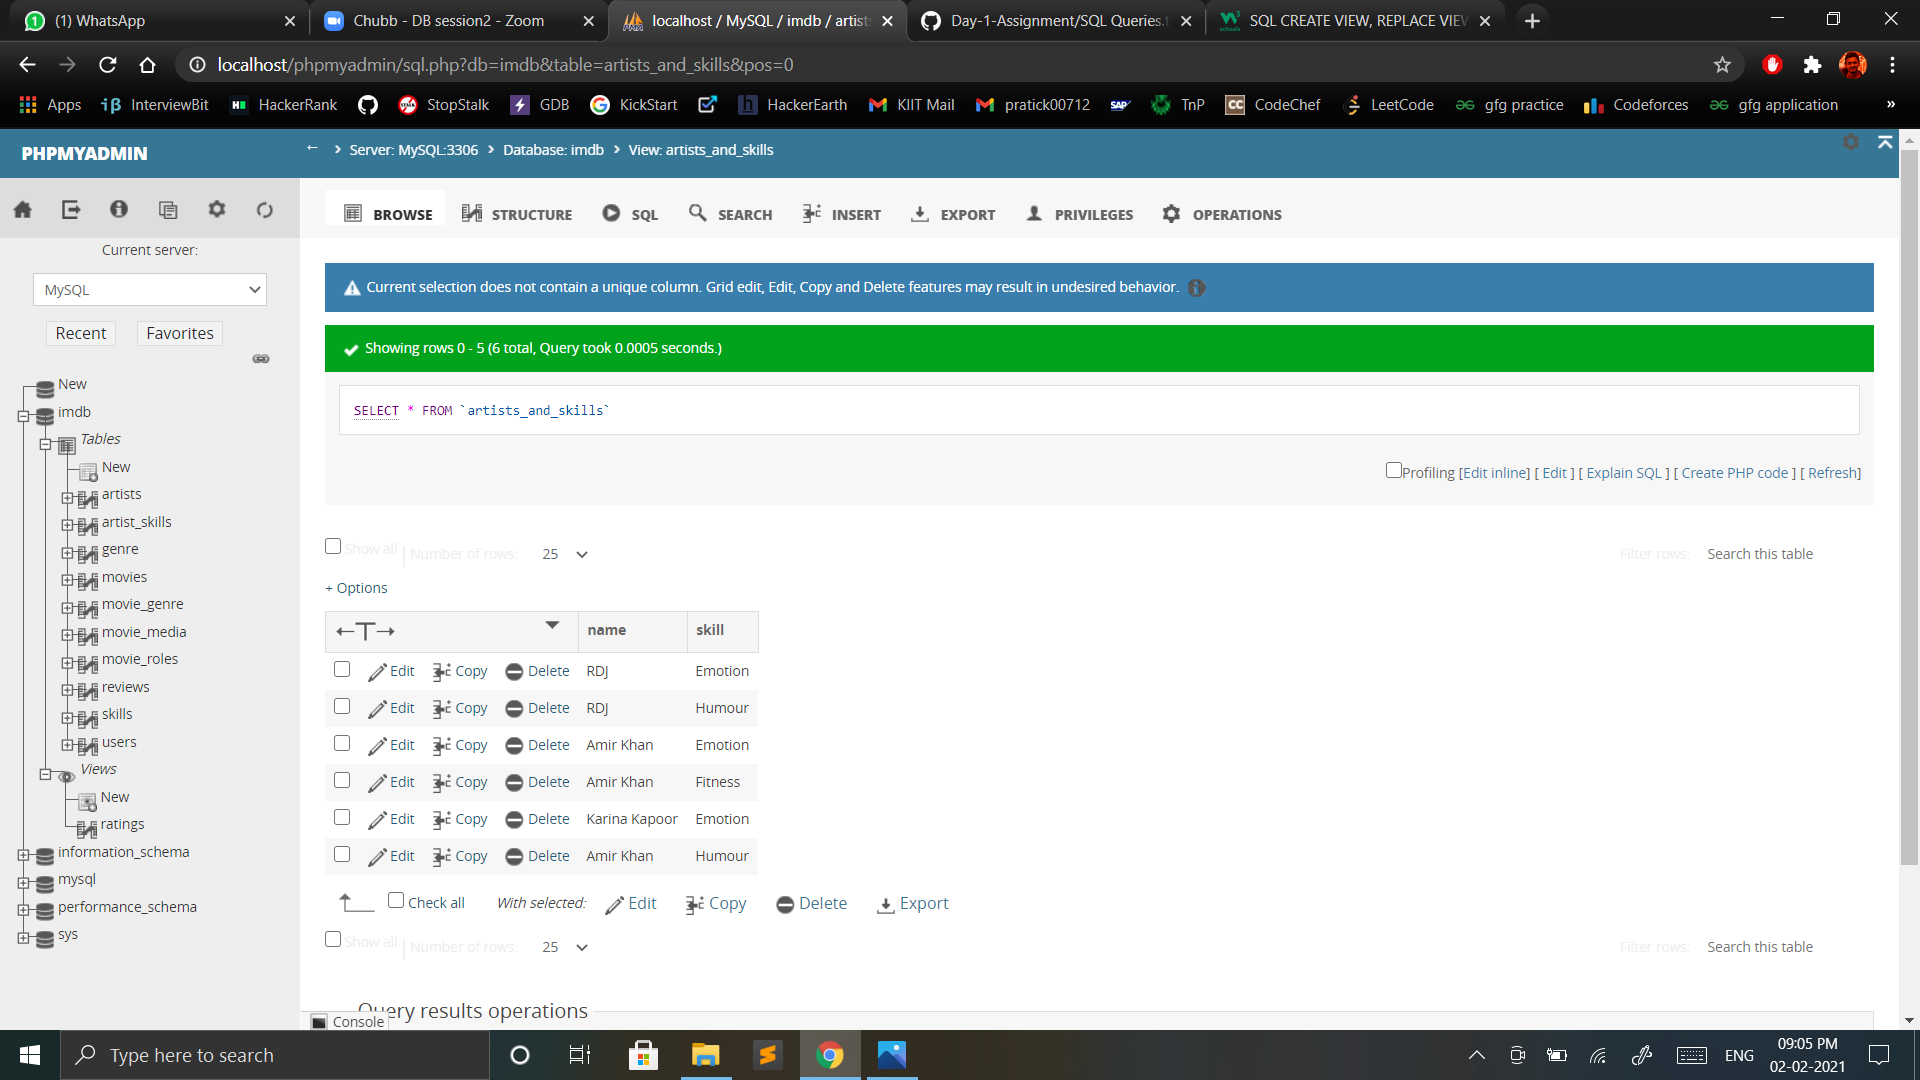 (1) WhatsApp
Chubb - DB session2 - Zoom
localhost / MySQL / imdb / artist
Day-1-Assignment/SQL Queries.t
SQL CREATE VIEW, REPLACE VIEW
localhost/phpmyadmin/sql.php?db=imdb&table=artists_and_skills&pos=0
Apps InterviewBit HackerRank StopStalk GDB KickStart HackerEarth KIIT Mail pratick00712 SAP TnP CC CodeChef LeetCode gfg practice Codeforces gfg application »
PHPMYADMIN
← › Server: MySQL:3306 › Database: imdb › View: artists_and_skills
BROWSE STRUCTURE SQL SEARCH INSERT EXPORT PRIVILEGES OPERATIONS
Current server:
MySQL
Recent Favorites
New
imdb
Tables
New
artists
artist_skills
genre
movies
movie_genre
movie_media
movie_roles
reviews
skills
users
Views
New
ratings
information_schema
mysql
performance_schema
sys
Current selection does not contain a unique column. Grid edit, Edit, Copy and Delete features may result in undesired behavior.
Showing rows 0 - 5 (6 total, Query took 0.0005 seconds.)
SELECT * FROM `artists_and_skills`
Profiling [Edit inline] [ Edit ] [ Explain SQL ] [ Create PHP code ] [ Refresh]
Show all | Number of rows: 25 Filter rows: Search this table
+ Options
←T→ name skill
Edit Copy Delete RDJ Emotion
Edit Copy Delete RDJ Humour
Edit Copy Delete Amir Khan Emotion
Edit Copy Delete Amir Khan Fitness
Edit Copy Delete Karina Kapoor Emotion
Edit Copy Delete Amir Khan Humour
Check all With selected: Edit Copy Delete Export
Show all | Number of rows: 25 Filter rows: Search this table
Query results operations
Console
Type here to search
ENG
09:05 PM
02-02-2021